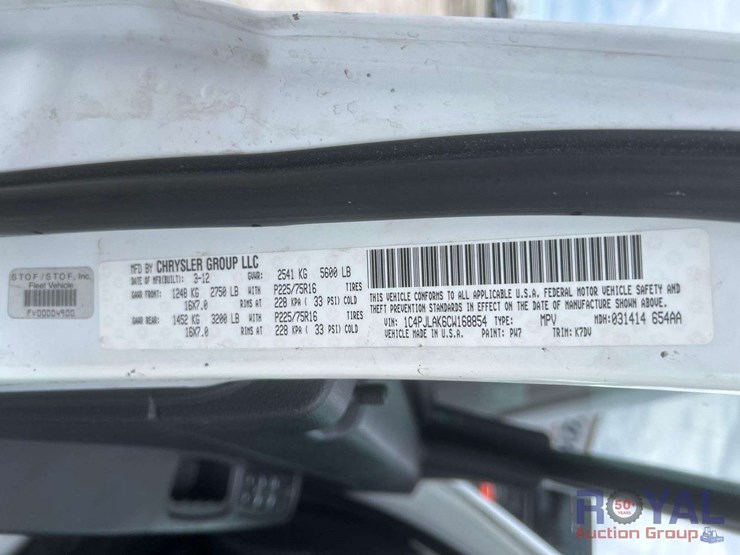 STOF/STOF, Inc.
Fleet Vehicle
FVD0004900
MFD BY CHRYSLER GROUP LLC
DATE OF MFR(BUILT): 3-12 GVWR: 2541 KG 5600 LB
GAWR FRONT: 1248 KG 2750 LB WITH P225/75R16 TIRES
16X7.0 RIMS AT 228 KPA ( 33 PSI) COLD
GAWR REAR: 1452 KG 3200 LB WITH P225/75R16 TIRES
16X7.0 RIMS AT 228 KPA ( 33 PSI) COLD
THIS VEHICLE CONFORMS TO ALL APPLICABLE U.S.A. FEDERAL MOTOR VEHICLE SAFETY AND
THEFT PREVENTION STANDARDS IN EFFECT ON THE DATE OF MANUFACTURE SHOWN ABOVE.
VIN: 1C4PJLAK6CW168854 TYPE: MPV MDH: 031414 654AA
VEHICLE MADE IN U.S.A. PAINT: PW7 TRIM: K7DV
ROYAL
50
YEARS
Auction Group